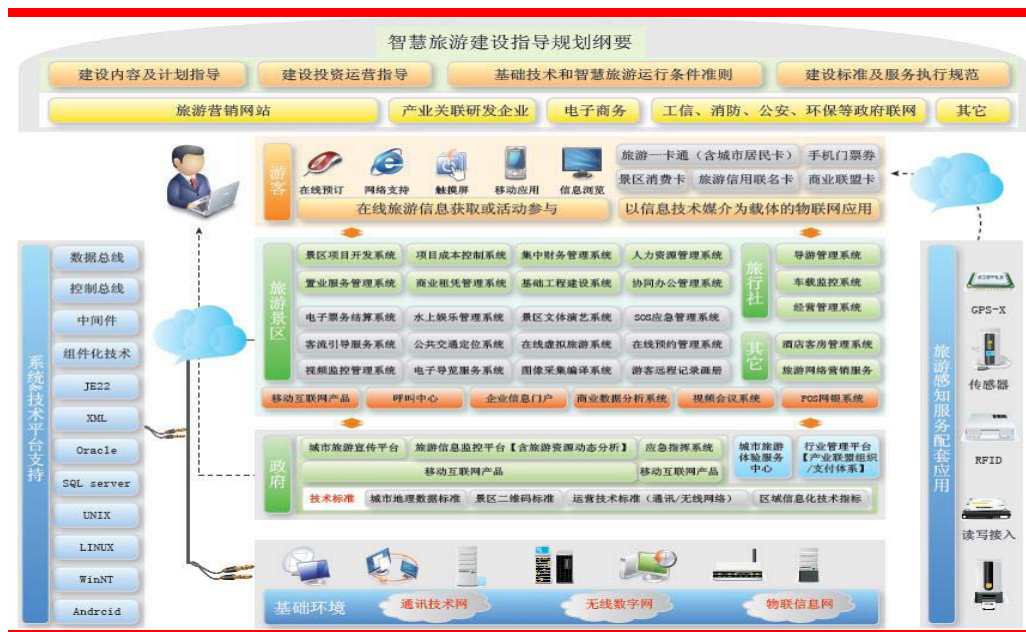 智慧旅游建设指导规划纲要
建设内容及计划指导 建设投资运营指导 基础技术和智慧旅游运行条件准则 建设标准及服务执行规范
旅游营销网站 产业关联研发企业 电子商务 工信、消防、公安、环保等政府联网 其它
游客
在线预订 网络支持 触摸屏 移动应用 信息浏览
旅游一卡通（含城市居民卡） 手机门票券
景区消费卡 旅游信用联名卡 商业联盟卡
在线旅游信息获取或活动参与 以信息技术媒介为载体的物联网应用
系统&技术平台支持
数据总线
控制总线
中间件
组件化技术
JE22
XML
Oracle
SQL server
UNIX
LINUX
WinNT
Andrcid
旅游景区
景区项目开发系统 项目成本控制系统 集中财务管理系统 人力资源管理系统
置业服务管理系统 商业租凭管理系统 基础工程建设系统 协同办公管理系统
电子票务结算系统 水上娱乐管理系统 景区文体演艺系统 SOS应急管理系统
客流引导服务系统 公共交通定位系统 在线虚拟旅游系统 在线预约管理系统
视频监控管理系统 电子导览服务系统 图像采集编译系统 游客远程记录画册
旅行社
导游管理系统
车载监控系统
经营管理系统
其它
酒店客房管理系统
旅游网络营销服务
移动互联网产品 呼叫中心 企业信息门户 商业数据分析系统 视频会议系统 POS网银系统
政府
城市旅游宣传平台 旅游信息监控平台【含旅游资源动态分析】 应急指挥系统
移动互联网产品 移动互联网产品
城市旅游
体验服务
中心
行业管理平台
【产业联盟组织
/支付体系】
技术标准 城市地理数据标准 景区二维码标准 运营技术标准（通讯/无线网络） 区域信息化技术指标
基础环境 通讯技术网 无线数字网 物联信息网
旅游感知服务配套应用
GPS-X
传感器
RFID
读写接入